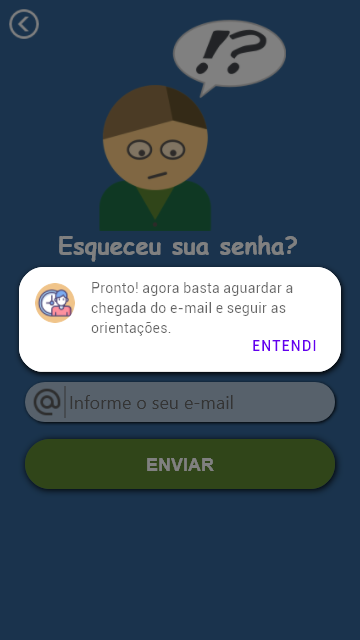 !?
Esqueceu sua senha?
Pronto! agora basta aguardar a
chegada do e-mail e seguir as
orientações.
ENTENDI
@ Informe o seu e-mail
ENVIAR